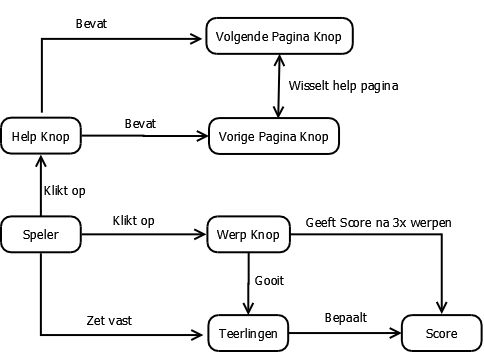 Bevat
Volgende Pagina Knop
Wisselt help pagina
Help Knop
Bevat
Vorige Pagina Knop
Klikt op
Speler
Klikt op
Werp Knop
Geeft Score na 3x werpen
Gooit
Zet vast
Teerlingen
Bepaalt
Score